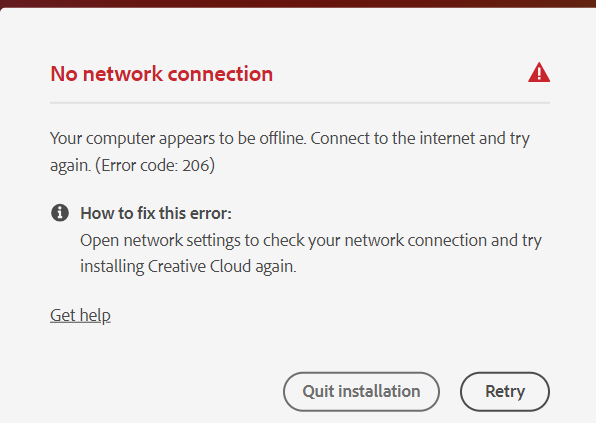 No network connection
Your computer appears to be offline. Connect to the internet and try
again. (Error code: 206)
How to fix this error:
Open network settings to check your network connection and try
installing Creative Cloud again.
Get help
Quit installation
Retry